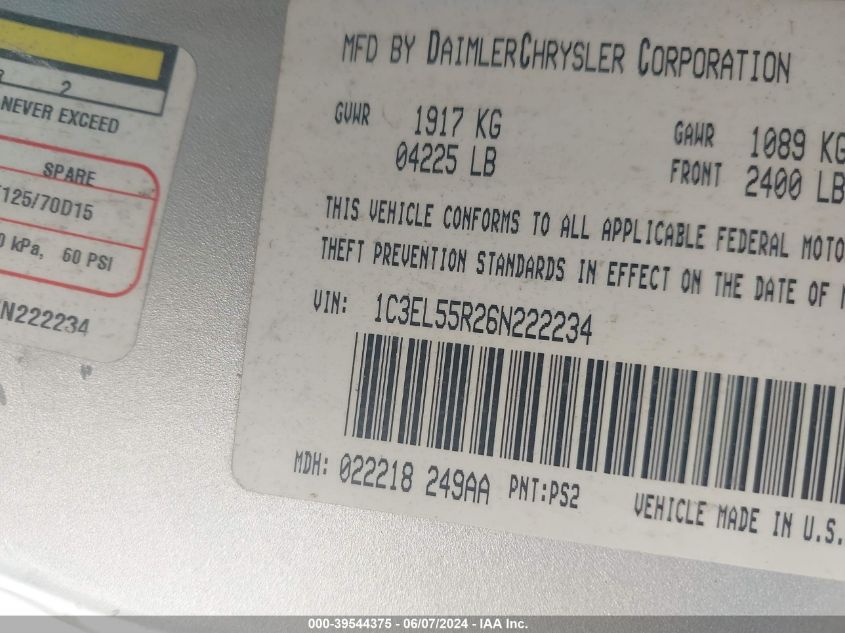 2
NEVER EXCEED
SPARE
125/70D15
kPa, 60 PSI
N222234
MFD BY DAIMLERCHRYSLER CORPORATION
GVWR 1917 KG
04225 LB
GAWR 1089 KG
FRONT 2400 LB
THIS VEHICLE CONFORMS TO ALL APPLICABLE FEDERAL MOTO
THEFT PREVENTION STANDARDS IN EFFECT ON THE DATE OF
VIN: 1C3EL55R26N222234
MDH: 022218 249AA PNT:PS2
VEHICLE MADE IN U.S.
000-39544375 - 06/07/2024 - IAA Inc.